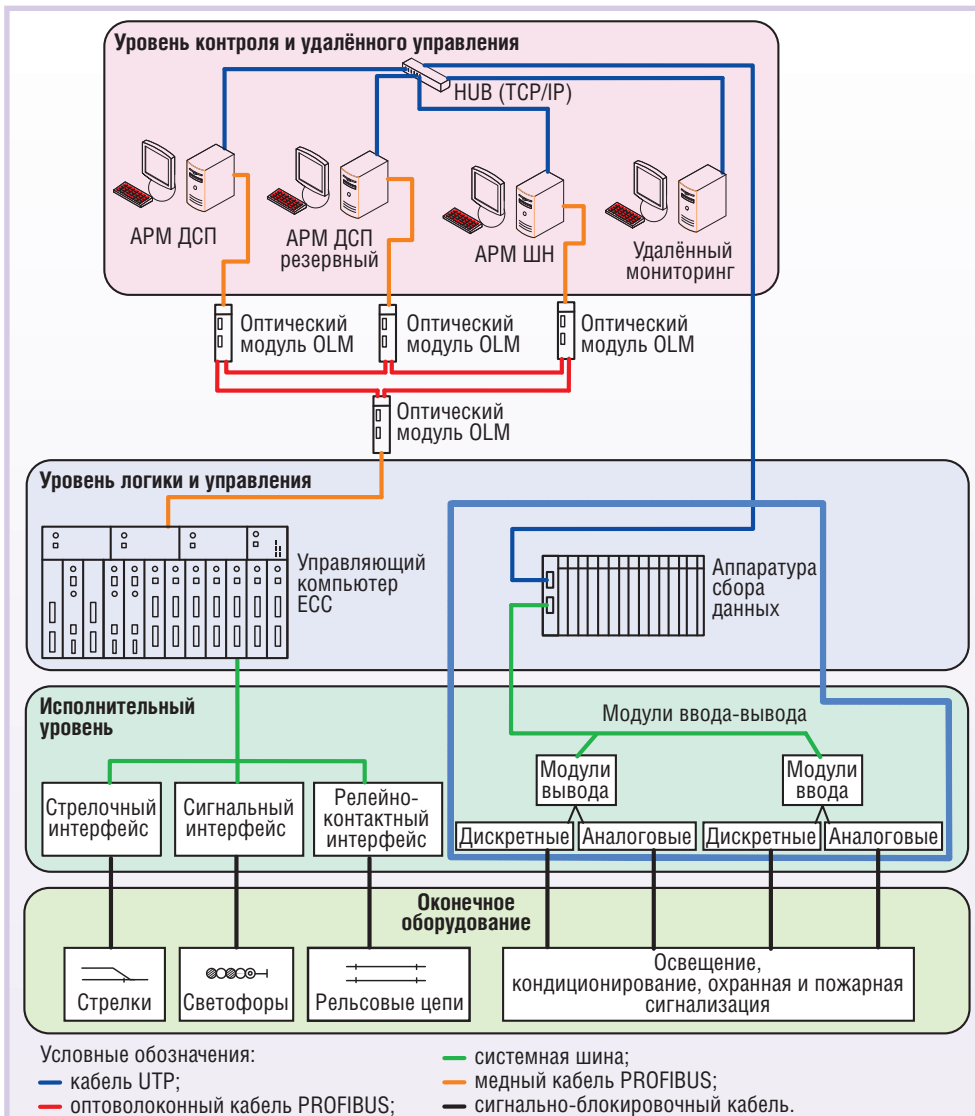 Уровень контроля и удалённого управления
HUB (TCP/IP)
АРМ ДСП
АРМ ДСП
резервный
АРМ ШН
Удалённый
мониторинг
Оптический
модуль OLM
Оптический
модуль OLM
Оптический
модуль OLM
Оптический
модуль OLM
Уровень логики и управления
Управляющий
компьютер
ECC
Аппаратура
сбора
данных
Исполнительный
уровень
Модули ввода-вывода
Модули
вывода
Модули
ввода
Стрелочный
интерфейс
Сигнальный
интерфейс
Релейно-
контактный
интерфейс
Дискретные
Аналоговые
Дискретные
Аналоговые
Оконечное
оборудование
Стрелки
Светофоры
Рельсовые цепи
Освещение,
кондиционирование, охранная и пожарная
сигнализация
Условные обозначения:
кабель UTP;
оптоволоконный кабель PROFIBUS;
системная шина;
медный кабель PROFIBUS;
сигнально-блокировочный кабель.